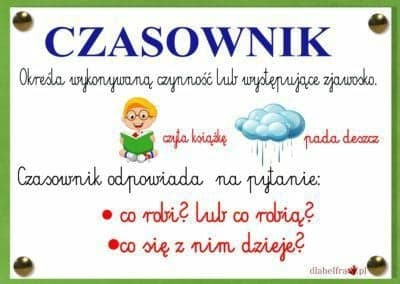 CZASOWNIK
Określa wykonywaną czynność lub występujące zjawisko.
czyta książkę pada deszcz
Czasownik odpowiada na pytanie:
• co robi? lub co robią?
• co się z nim dzieje?
dlabelfra.pl